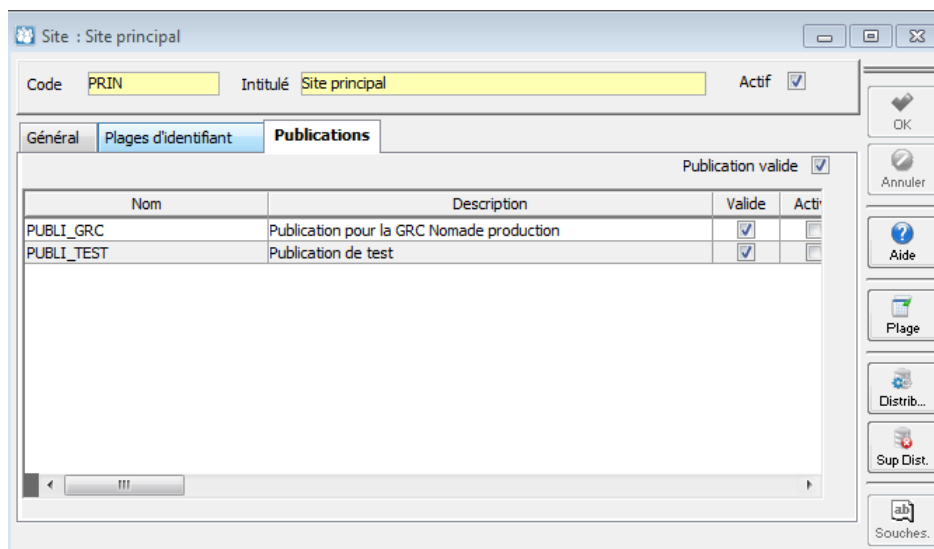 Site : Site principal
Code PRIN Intitulé Site principal Actif
OK
Général Plages d'identifiant Publications
Publication valide
Annuler
Nom Description Valide Activ
PUBLI_GRC Publication pour la GRC Nomade production
PUBLI_TEST Publication de test
Aide
Plage
Distrib...
Sup Dist.
ab
Souches.